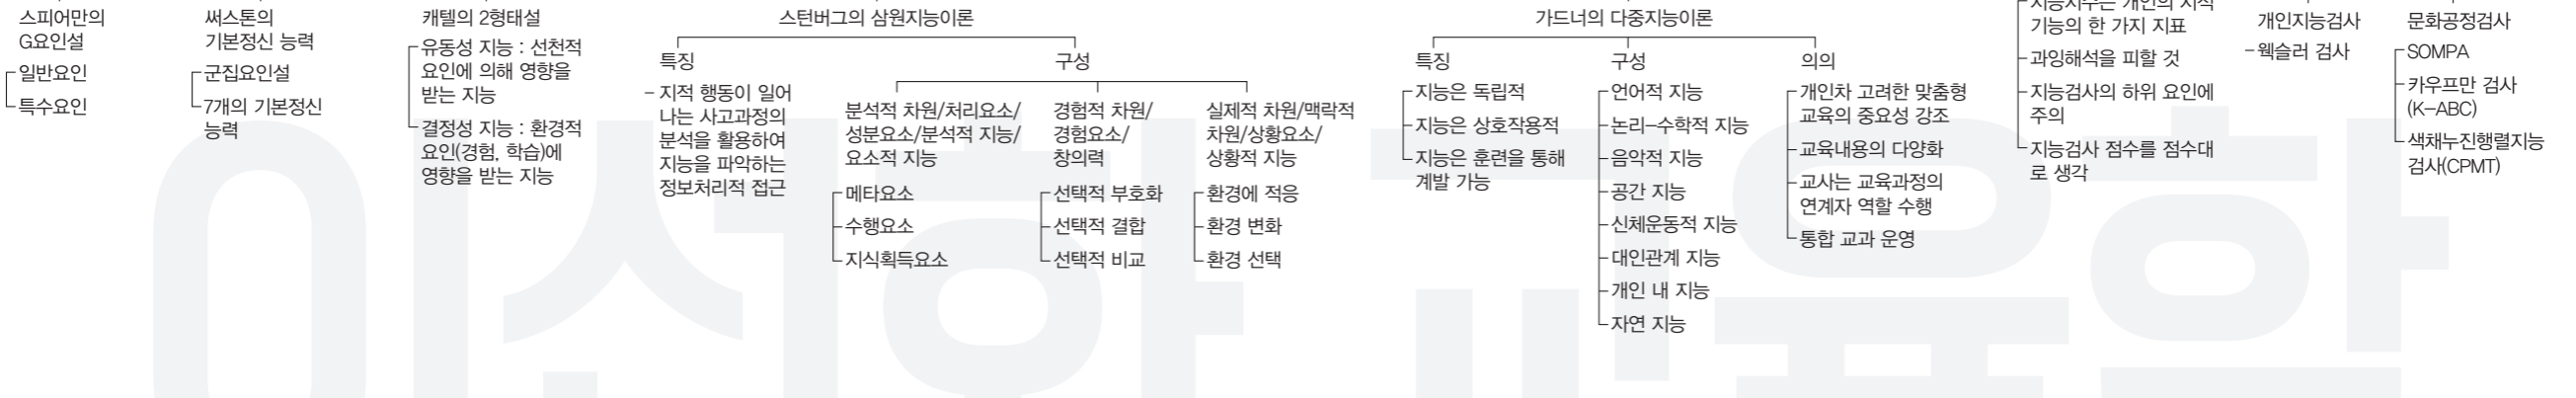 스피어만의
G요인설
일반요인
특수요인
써스톤의
기본정신 능력
군집요인설
7개의 기본정신
능력
캐텔의 2형태설
유동성 지능 : 선천적
요인에 의해 영향을
받는 지능
결정성 지능 : 환경적
요인(경험, 학습)에
영향을 받는 지능
스턴버그의 삼원지능이론
특징
지적 행동이 일어
나는 사고과정의
분석을 활용하여
지능을 파악하는
정보처리적 접근
구성
분석적 차원/처리요소/
성분요소/분석적 지능/
요소적 지능
메타요소
수행요소
지식획득요소
경험적 차원/
경험요소/
창의력
선택적 부호화
선택적 결합
선택적 비교
실제적 차원/맥락적
차원/상황요소/
상황적 지능
환경에 적응
환경 변화
환경 선택
가드너의 다중지능이론
특징
지능은 독립적
지능은 상호작용적
지능은 훈련을 통해
계발 가능
구성
언어적 지능
논리-수학적 지능
음악적 지능
공간 지능
신체운동적 지능
대인관계 지능
개인 내 지능
자연 지능
의의
개인차 고려한 맞춤형
교육의 중요성 강조
교육내용의 다양화
교사는 교육과정의
연계자 역할 수행
통합 교과 운영
지능지수는 개인의 지적
기능의 한 가지 지표
과잉해석을 피할 것
지능검사의 하위 요인에
주의
지능검사 점수를 점수대
로 생각
개인지능검사
웩슬러 검사
문화공정검사
SOMPA
카우프만 검사
(K-ABC)
색채누진행렬지능
검사(CPMT)